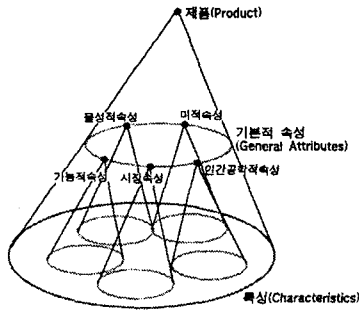 제품(Product)
물성적속성
미적속성
기본적 속성
(General Attributes)
기능적속성
시장속성
인간공학적속성
특성(Characteristics)